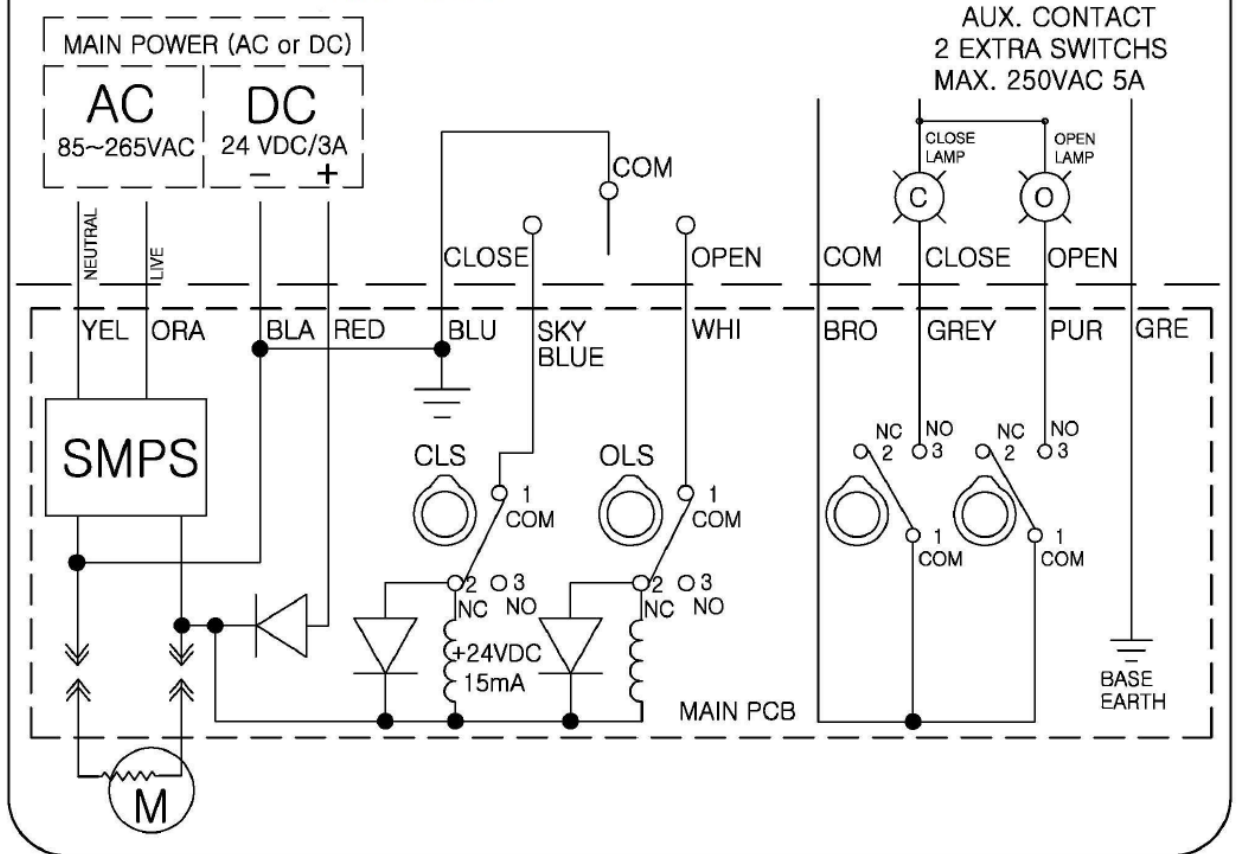 MAIN POWER (AC or DC)
AC
85~265VAC
DC
24 VDC/3A
− +
AUX. CONTACT
2 EXTRA SWITCHS
MAX. 250VAC 5A
CLOSE
LAMP
OPEN
LAMP
C
O
COM
NEUTRAL
LIVE
CLOSE
OPEN
COM
CLOSE
OPEN
YEL
ORA
BLA
RED
BLU
SKY
BLUE
WHI
BRO
GREY
PUR
GRE
SMPS
CLS
OLS
1
COM
1
COM
2
NC
3
NO
2
NC
3
NO
NC
2
NO
3
NC
2
NO
3
1
COM
1
COM
+24VDC
15mA
MAIN PCB
BASE
EARTH
M